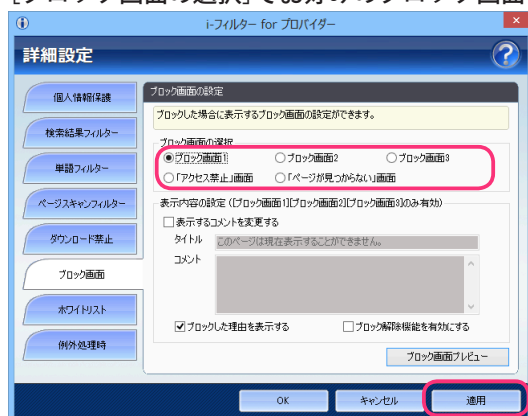 [ブロック画面の選択]でお好みのブロック画面
i-フィルター for プロバイダー
詳細設定
個人情報保護
検索結果フィルター
単語フィルター
ページスキャンフィルター
ダウンロード禁止
ブロック画面
ホワイトリスト
例外処理時
ブロック画面の設定
ブロックした場合に表示するブロック画面の設定ができます。
ブロック画面の選択
ブロック画面1 ブロック画面2 ブロック画面3
「アクセス禁止」画面 「ページが見つからない」画面
表示内容の設定 ([ブロック画面1][ブロック画面2][ブロック画面3]のみ有効)
表示するコメントを変更する
タイトル このページは現在表示することができません。
コメント
ブロックした理由を表示する ブロック解除機能を有効にする
ブロック画面プレビュー
OK キャンセル 適用